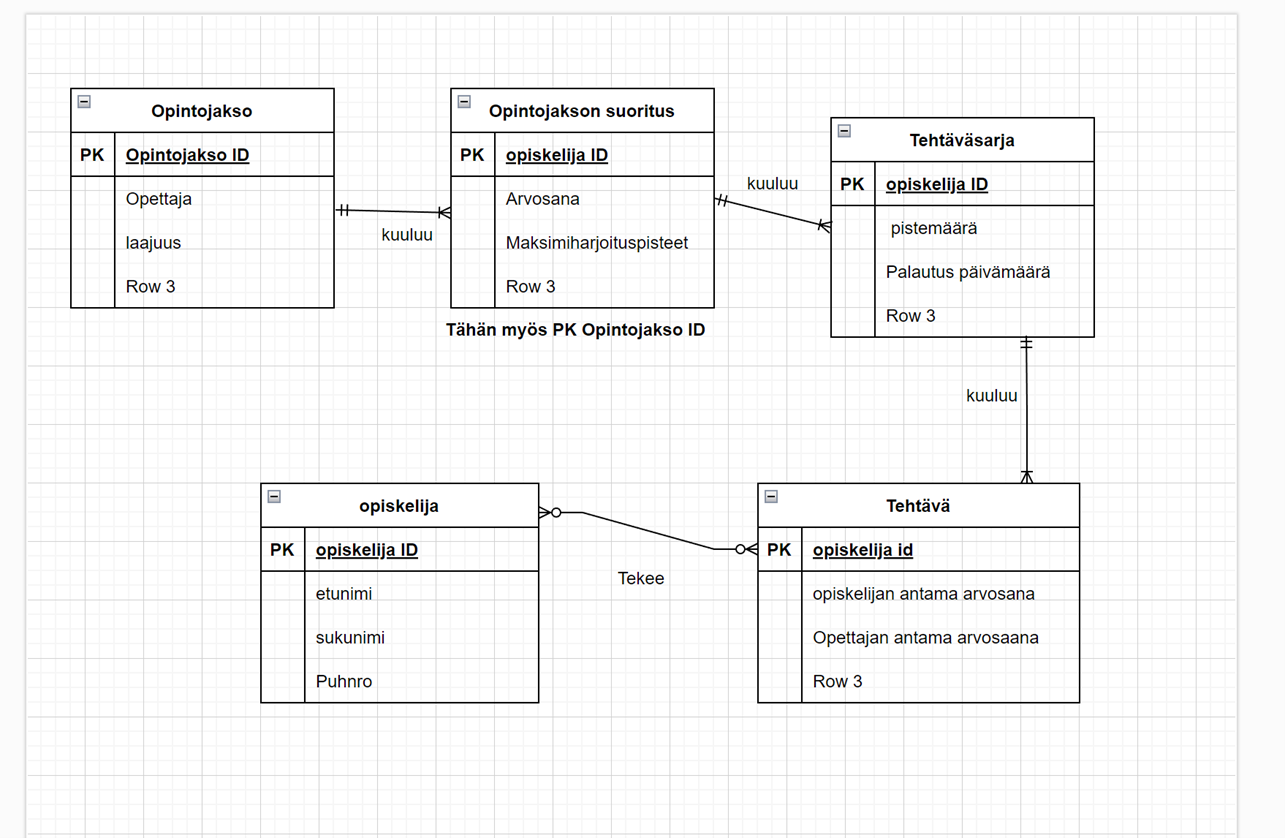 Opintojakso
PK Opintojakso ID
Opettaja
laajuus
Row 3
kuuluu
Opintojakson suoritus
PK opiskelija ID
Arvosana
Maksimiharjoituspisteet
Row 3
Tähän myös PK Opintojakso ID
kuuluu
Tehtäväsarja
PK opiskelija ID
pistemäärä
Palautus päivämäärä
Row 3
kuuluu
opiskelija
PK opiskelija ID
etunimi
sukunimi
Puhnro
Tekee
Tehtävä
PK opiskelija id
opiskelijan antama arvosana
Opettajan antama arvosaana
Row 3